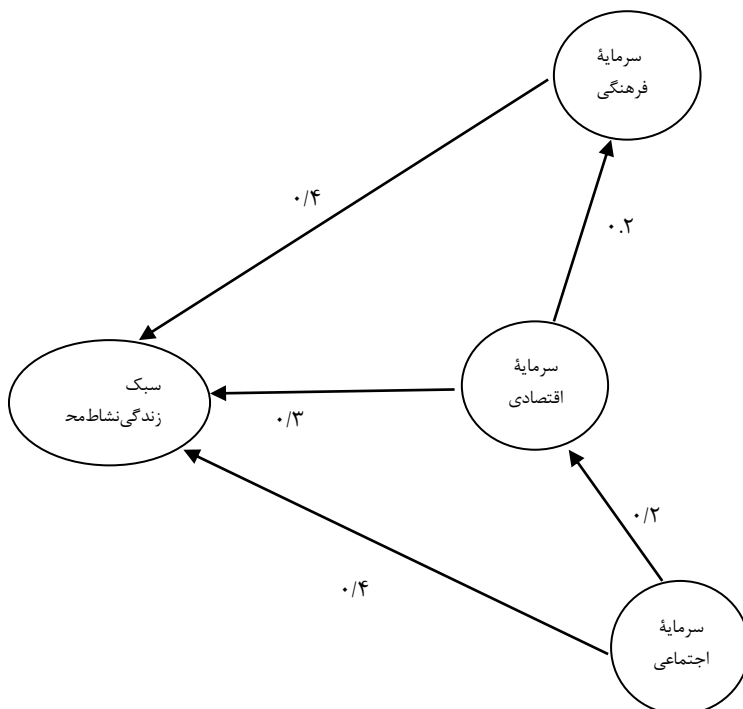 سرمایهٔ
فرهنگی
۰/۴
۰.۲
سرمایهٔ
اقتصادی
سبک
زندگی‌نشاط‌مح
۰/۳
۰/۲
۰/۴
سرمایهٔ
اجتماعی